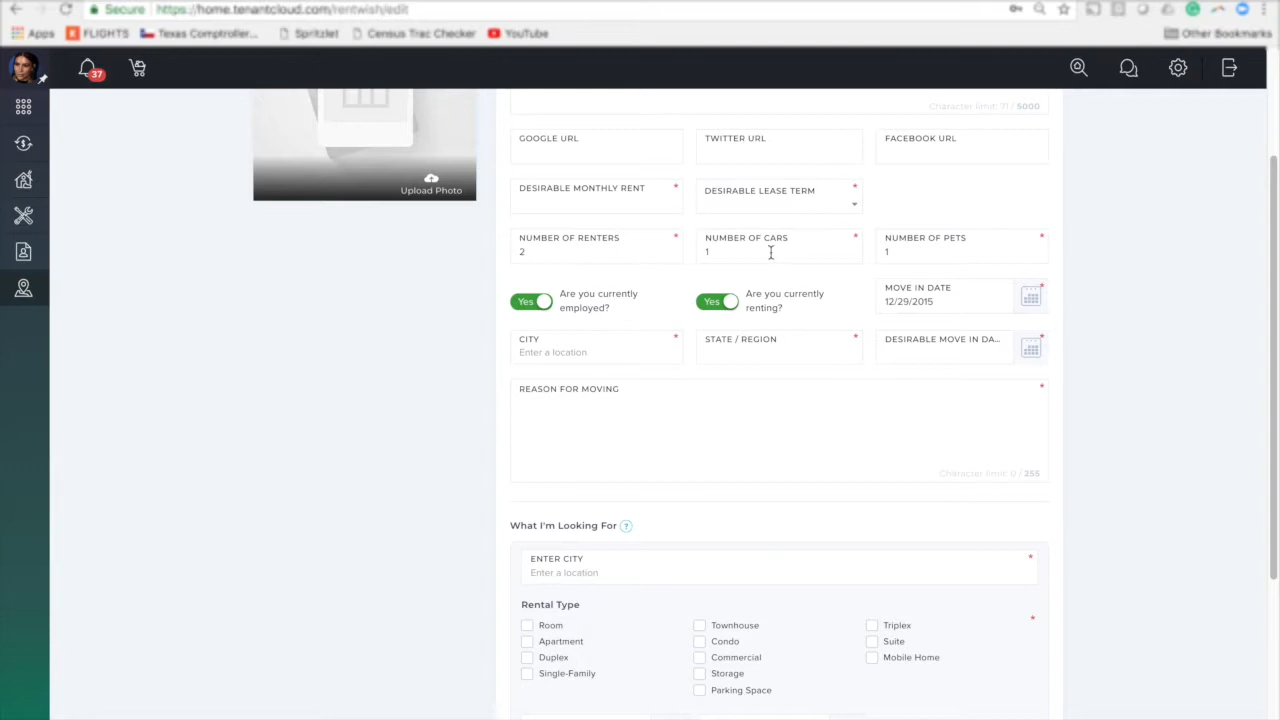 Secure https://home.tenantcloud.com/rentwish/edit
Apps FLIGHTS Texas Comptroller... Spritzlet Census Trac Checker YouTube Other Bookmarks
37
Character limit: 71 / 5000
Upload Photo
GOOGLE URL TWITTER URL FACEBOOK URL
DESIRABLE MONTHLY RENT * DESIRABLE LEASE TERM *
NUMBER OF RENTERS * NUMBER OF CARS * NUMBER OF PETS *
2 1 1
Yes Are you currently employed? Yes Are you currently renting? MOVE IN DATE *
12/29/2015
CITY * STATE / REGION * DESIRABLE MOVE IN DA... *
Enter a location
REASON FOR MOVING *
Character limit: 0 / 255
What I'm Looking For ?
ENTER CITY *
Enter a location
Rental Type *
Room Townhouse Triplex
Apartment Condo Suite
Duplex Commercial Mobile Home
Single-Family Storage
Parking Space